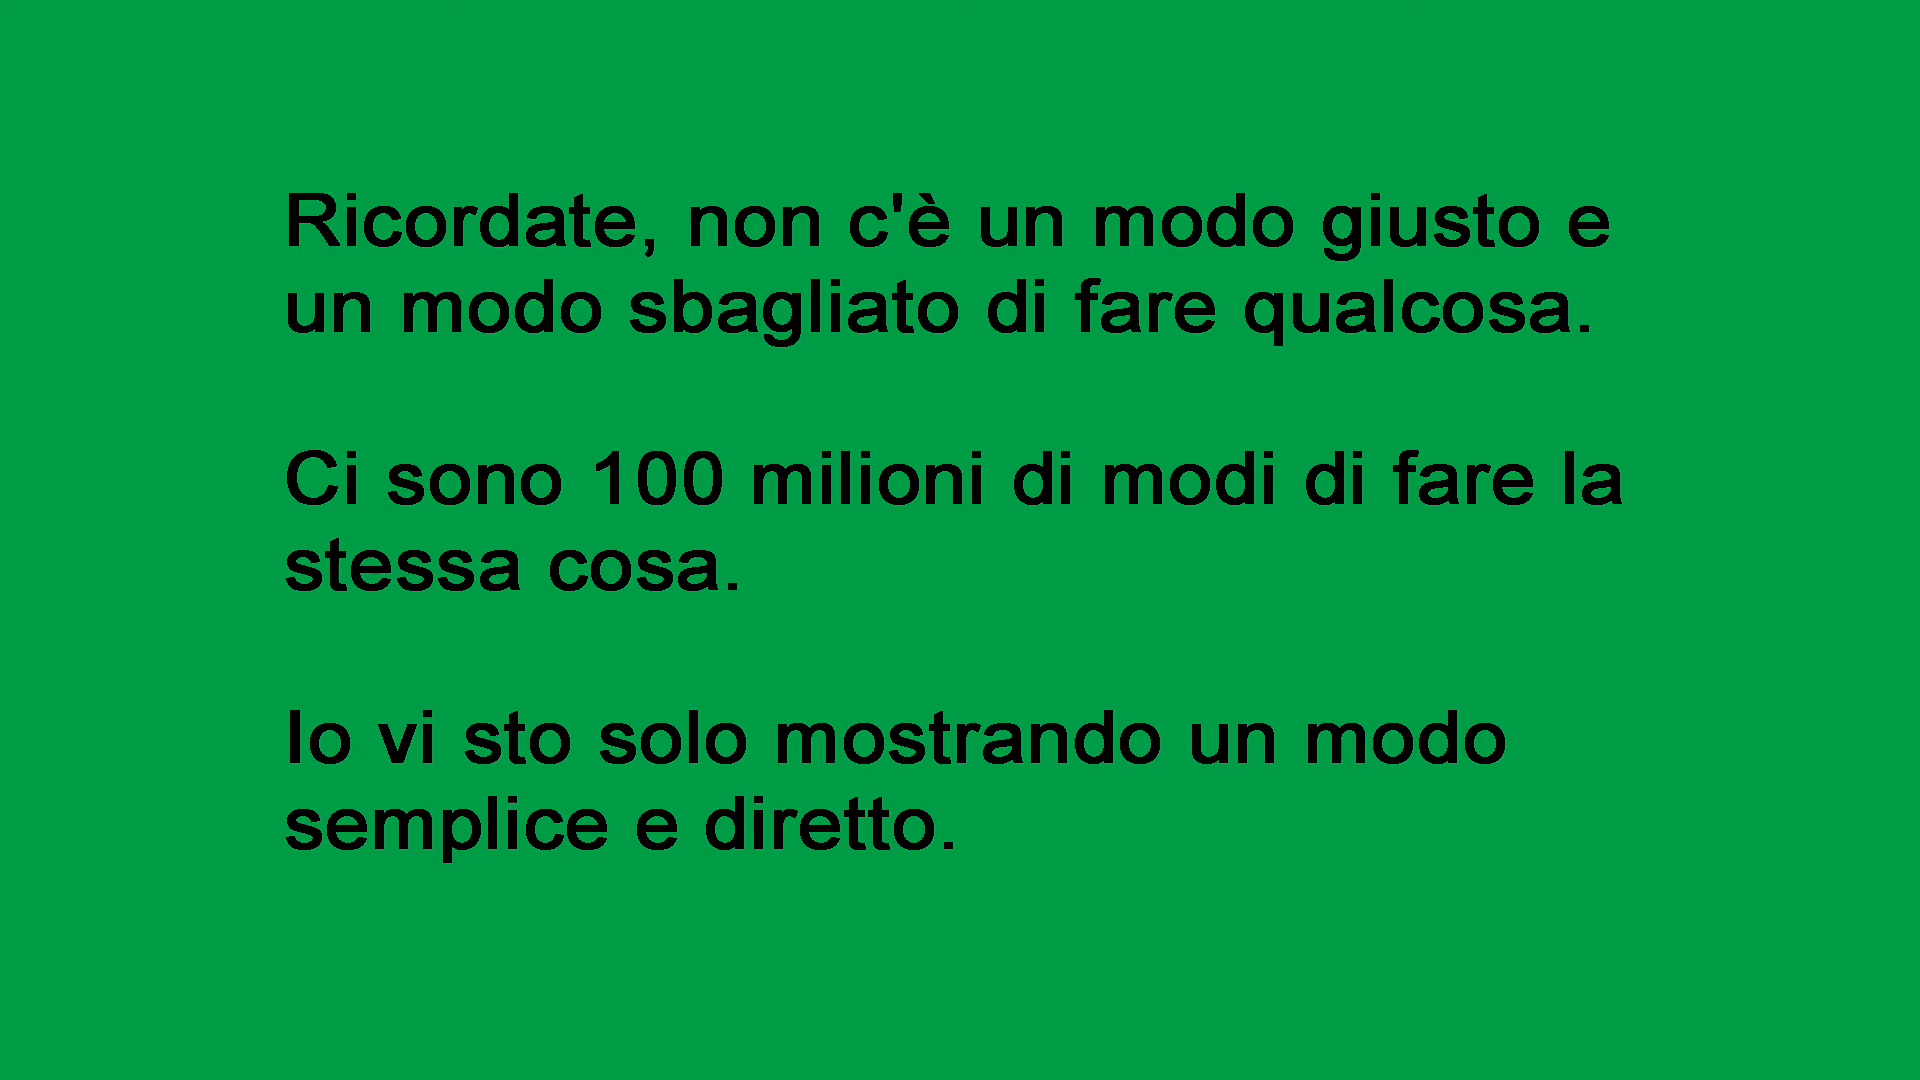 Ricordate, non c'è un modo giusto e
un modo sbagliato di fare qualcosa.
Ci sono 100 milioni di modi di fare la
stessa cosa.
Io vi sto solo mostrando un modo
semplice e diretto.